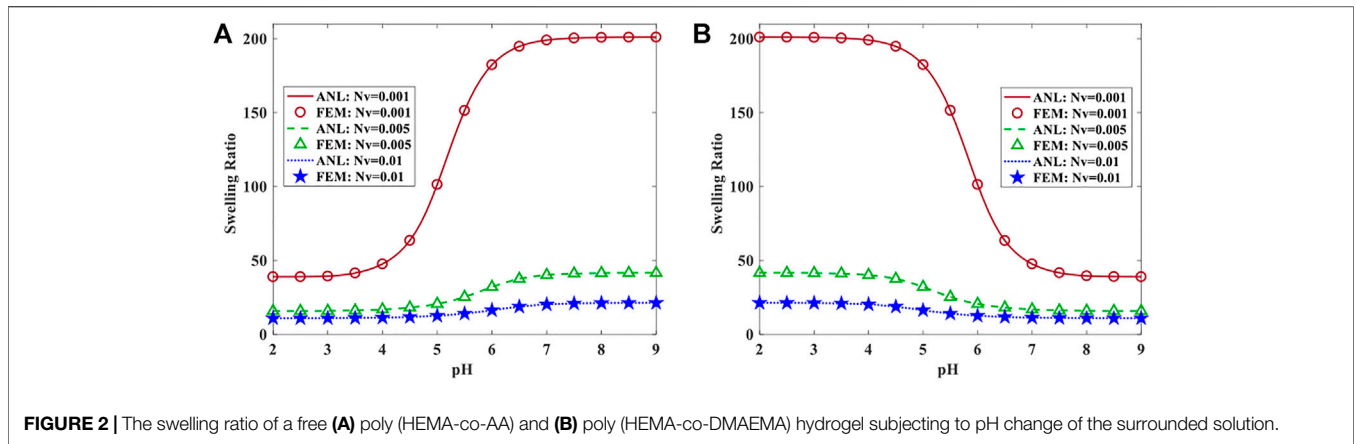 A
200
150
100
50
0
Swelling Ratio
ANL: Nv=0.001
FEM: Nv=0.001
ANL: Nv=0.005
FEM: Nv=0.005
ANL: Nv=0.01
FEM: Nv=0.01
2 3 4 5 6 7 8 9
pH
B
200
150
100
50
0
Swelling Ratio
ANL: Nv=0.001
FEM: Nv=0.001
ANL: Nv=0.005
FEM: Nv=0.005
ANL: Nv=0.01
FEM: Nv=0.01
2 3 4 5 6 7 8 9
pH
FIGURE 2 | The swelling ratio of a free (A) poly (HEMA-co-AA) and (B) poly (HEMA-co-DMAEMA) hydrogel subjecting to pH change of the surrounded solution.